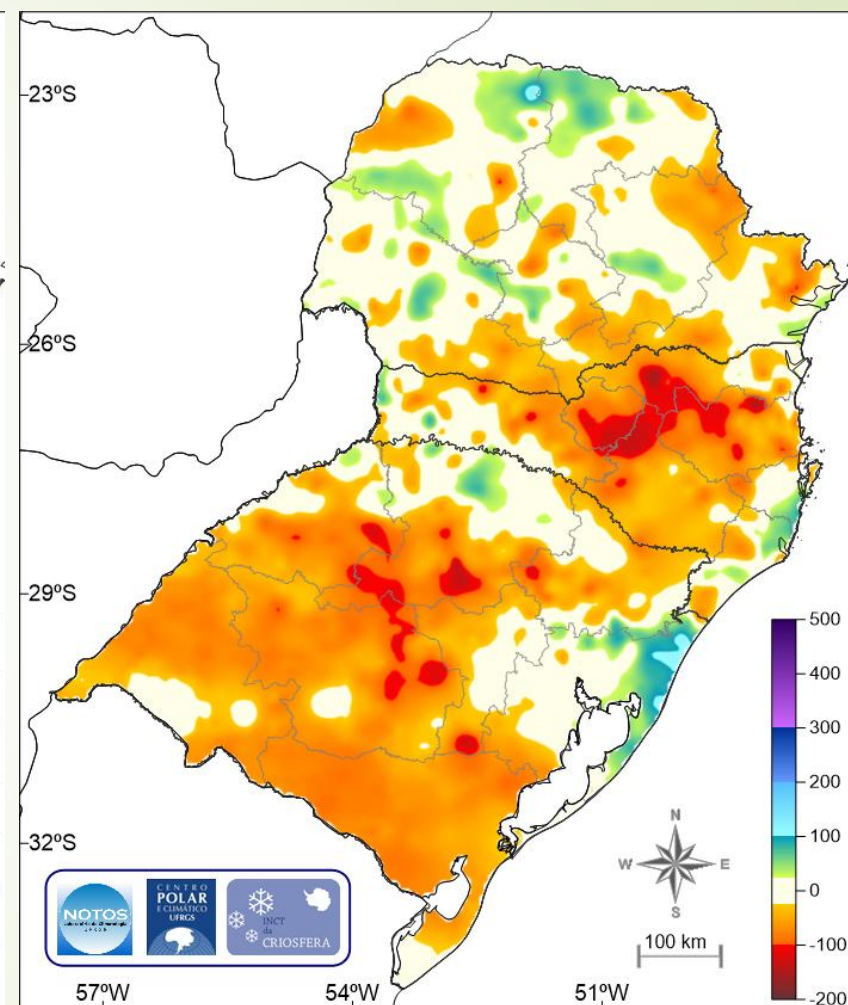 23ºS
26ºS
29ºS
32ºS
57ºW
54ºW
51ºW
500
400
300
200
100
0
-100
-200
N
W
E
S
100 km
NOTOS
CENTRO
POLAR
E CLIMÁTICO
UFRGS
INCT
da
CRIOSFERA